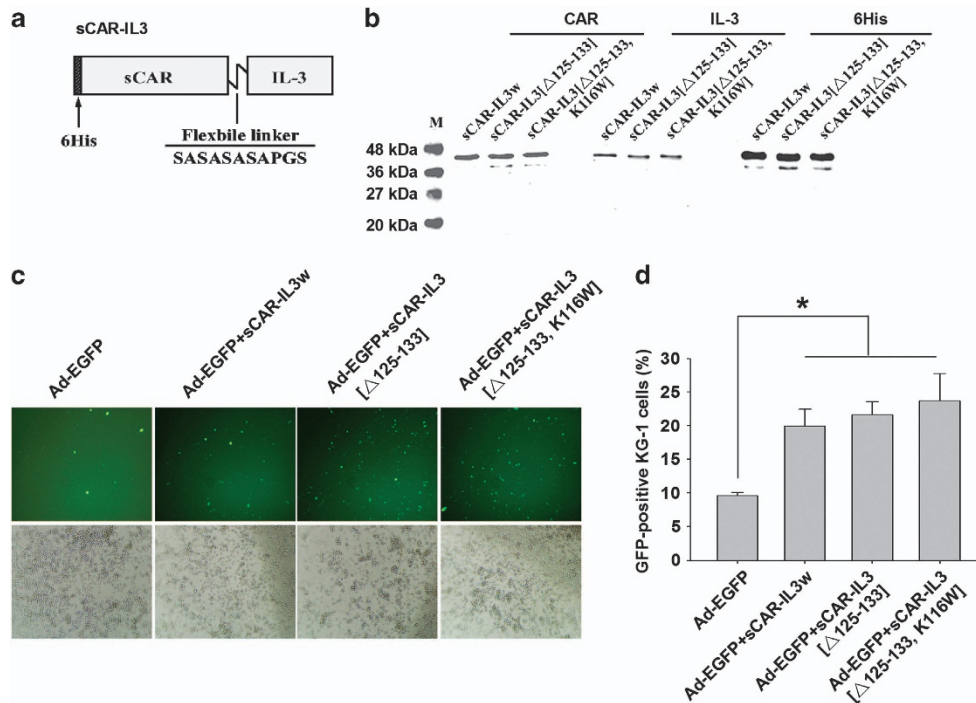 a
sCAR-IL3
sCAR
IL-3
6His
Flexbile linker
SASASASAPGS
b
CAR
IL-3
6His
M
sCAR-IL3w
sCAR-IL3[△125-133]
sCAR-IL3[△125-133,
K116W]
sCAR-IL3w
sCAR-IL3[△125-133]
sCAR-IL3[△125-133,
K116W]
sCAR-IL3w
sCAR-IL3[△125-133]
sCAR-IL3[△125-133,
K116W]
48 kDa
36 kDa
27 kDa
20 kDa
c
Ad-EGFP
Ad-EGFP+sCAR-IL3w
Ad-EGFP+sCAR-IL3
[△125-133]
Ad-EGFP+sCAR-IL3
[△125-133, K116W]
d
*
GFP-positive KG-1 cells (%)
30
25
20
15
10
5
0
Ad-EGFP
Ad-EGFP+sCAR-IL3w
Ad-EGFP+sCAR-IL3
[△125-133]
Ad-EGFP+sCAR-IL3
[△125-133, K116W]